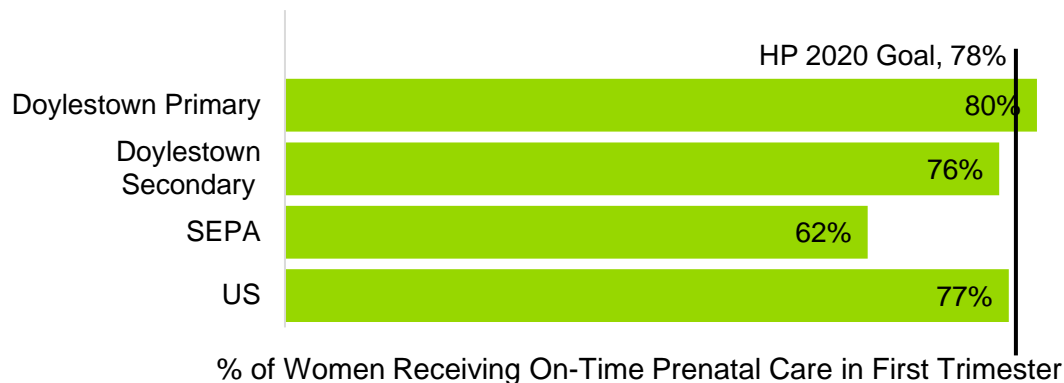 HP 2020 Goal, 78%
Doylestown Primary
80%
Doylestown
Secondary
76%
SEPA
62%
US
77%
% of Women Receiving On-Time Prenatal Care in First Trimester